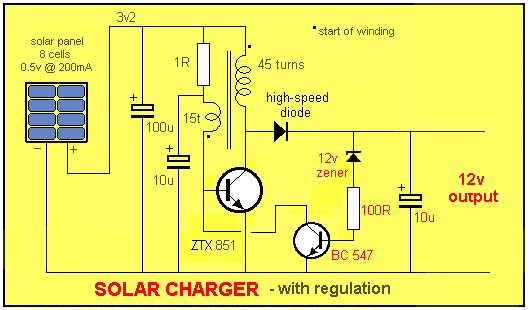 3v2
solar panel
8 cells
0.5v @ 200mA
• start of winding
1R
45 turns
high-speed
diode
+
100u
15t
+
10u
− +
12v
zener
12v
output
100R
+
10u
ZTX 851
BC 547
SOLAR CHARGER - with regulation